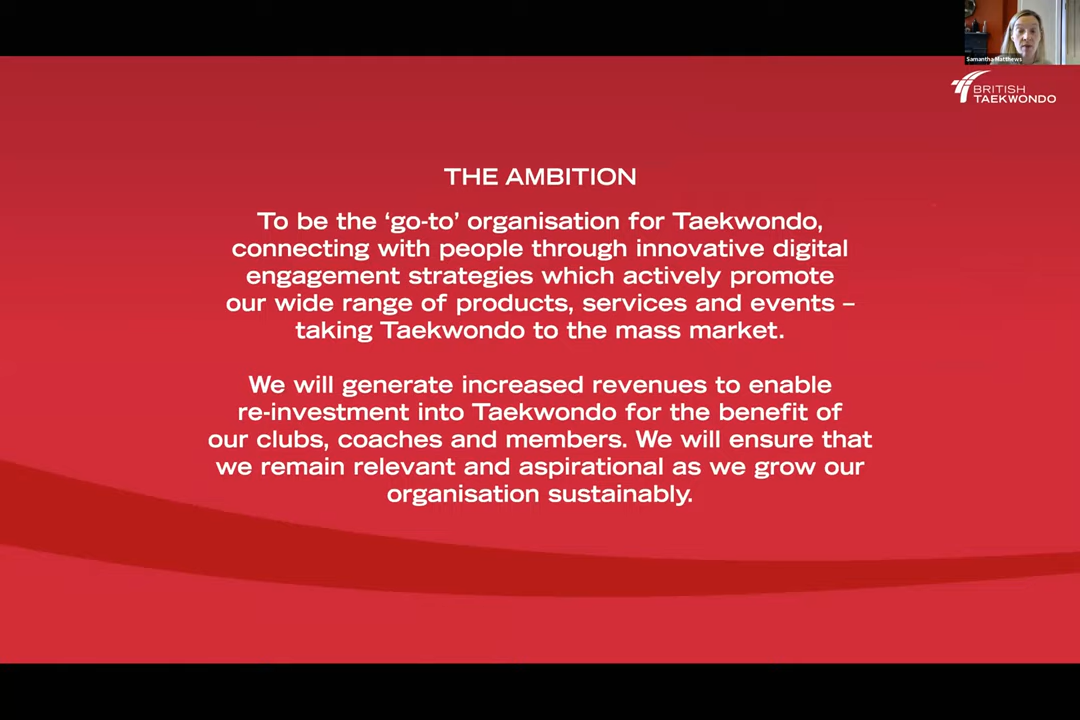 Samantha Matthews
BRITISH
TAEKWONDO
THE AMBITION
To be the ‘go-to’ organisation for Taekwondo,
connecting with people through innovative digital
engagement strategies which actively promote
our wide range of products, services and events –
taking Taekwondo to the mass market.
We will generate increased revenues to enable
re-investment into Taekwondo for the benefit of
our clubs, coaches and members. We will ensure that
we remain relevant and aspirational as we grow our
organisation sustainably.